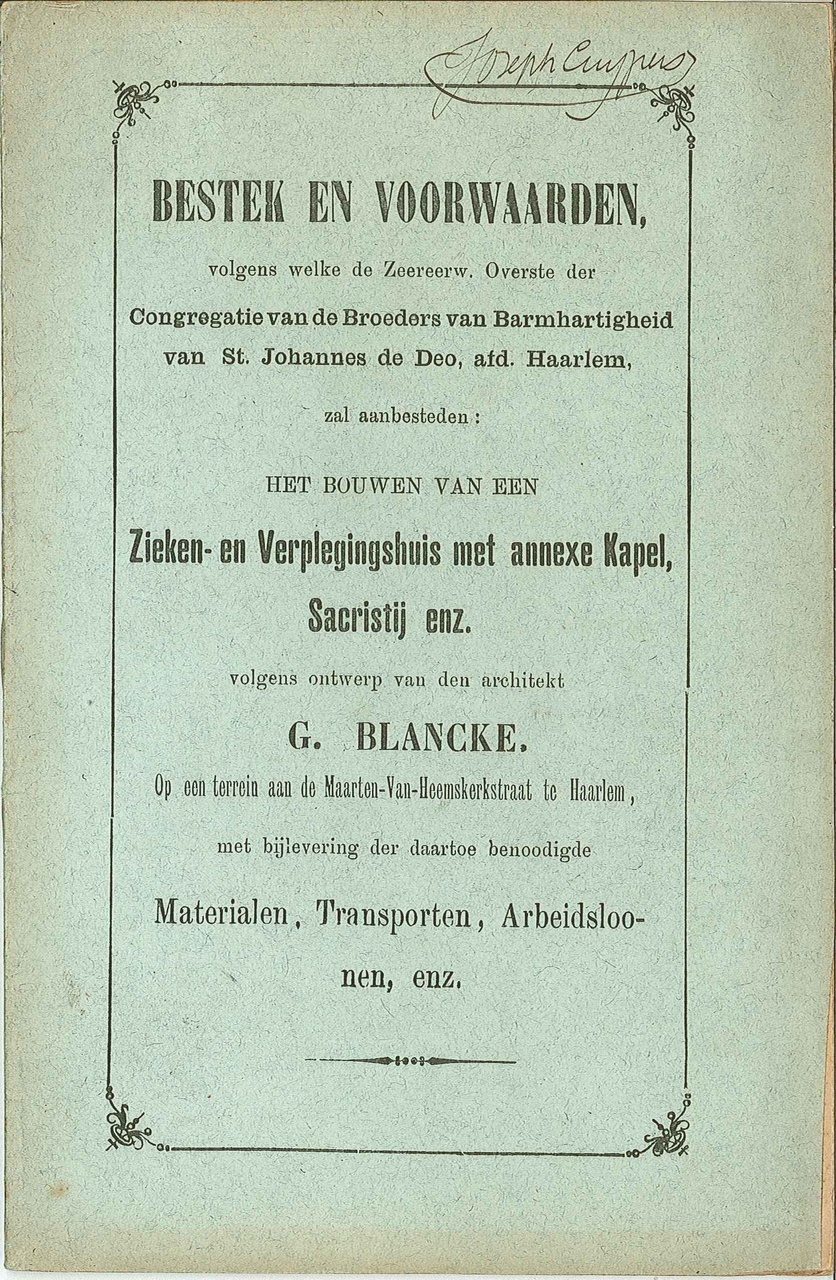 Joseph Cuypers
BESTEK EN VOORWAARDEN,
volgens welke de Zeereerw. Overste der
Congregatie van de Broeders van Barmhartigheid
van St. Johannes de Deo, afd. Haarlem,
zal aanbesteden:
HET BOUWEN VAN EEN
Zieken- en Verplegingshuis met annexe Kapel,
Sacristij enz.
volgens ontwerp van den architekt
G. BLANCKE.
Op een terrein aan de Maarten-Van-Heemskerkstraat te Haarlem,
met bijlevering der daartoe benoodigde
Materialen, Transporten, Arbeidsloo-
nen, enz.